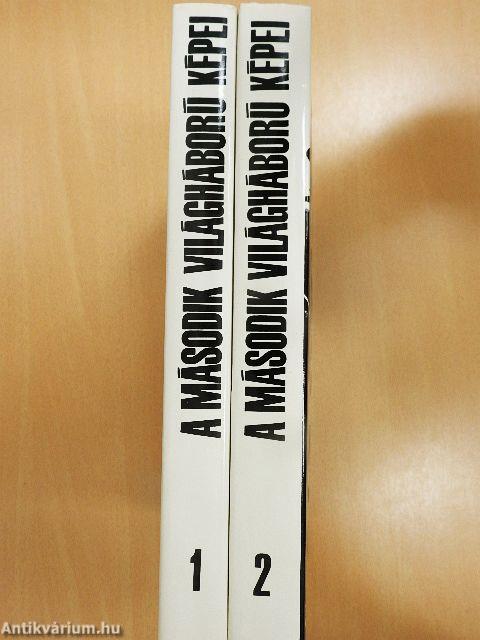 A MÁSODIK VILÁGHÁBORÚ KÉPEI
1
A MÁSODIK VILÁGHÁBORÚ KÉPEI
2
Antikvárium.hu